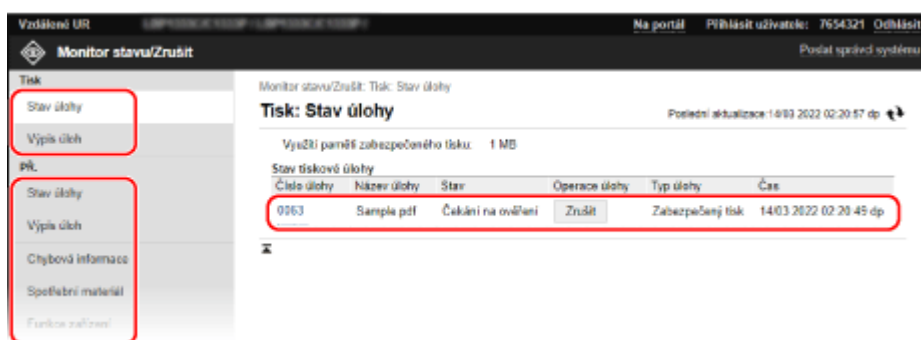 Vzdálené UR
Na portál Přihlásit uživatele: 7654321 Odhlásit
Monitor stavu/Zrušit
Poslat správci systému
Tisk
Stav úlohy
Výpis úloh
Př.
Stav úlohy
Výpis úloh
Chybová informace
Spotřební materiál
Funkce zařízení
Monitor stavu/Zrušit: Tisk: Stav úlohy
Tisk: Stav úlohy
Poslední aktualizace:14/03 2022 02:20:57 dp
Využití paměti zabezpečeného tisku: 1 MB
Stav tiskové úlohy
Číslo úlohy Název úlohy Stav Operace úlohy Typ úlohy Čas
0063 Sample pdf Čekání na ověření Zrušit Zabezpečený tisk 14/03 2022 02:20:49 dp